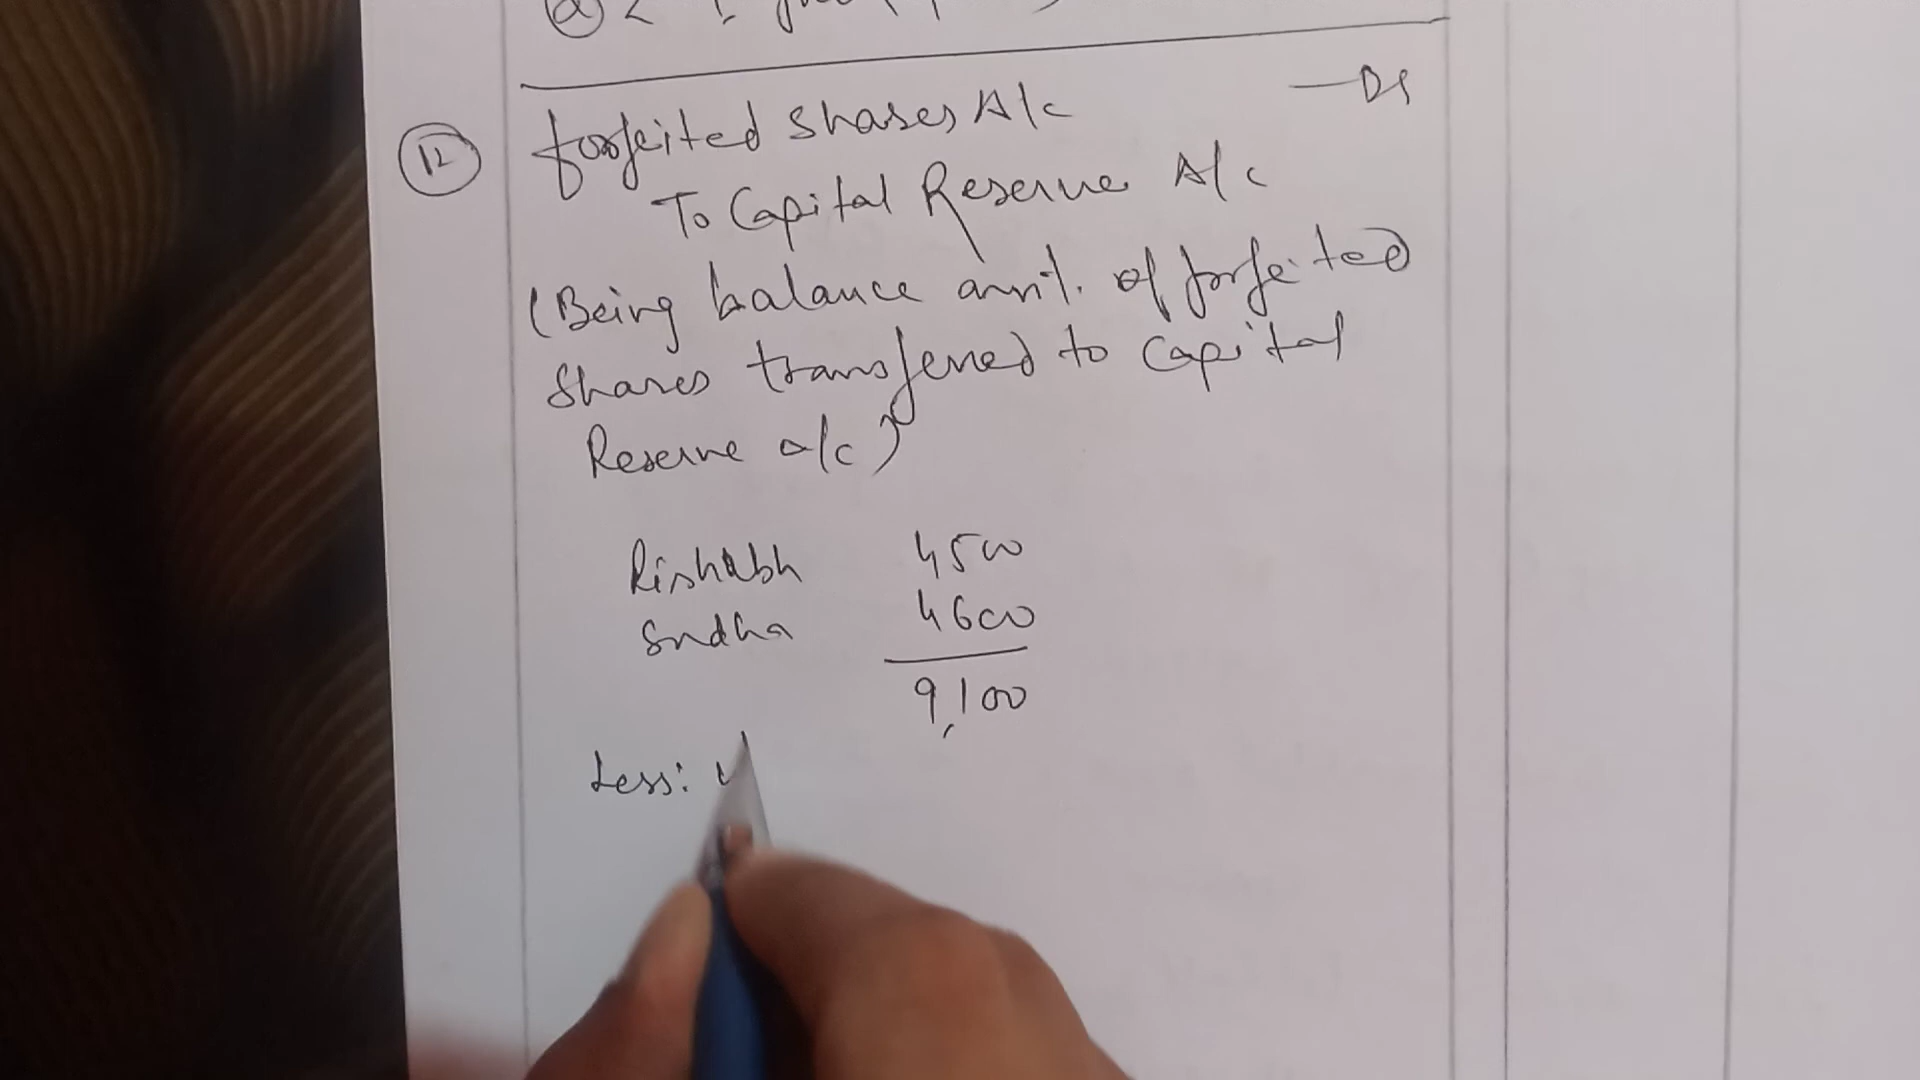 12 Forfeited Shares A/c —Dr
To Capital Reserve A/c
(Being balance amt. of forfeited
Shares transferred to Capital
Reserve a/c)
Rishabh 4500
Sudha 4600
9,100
Less: